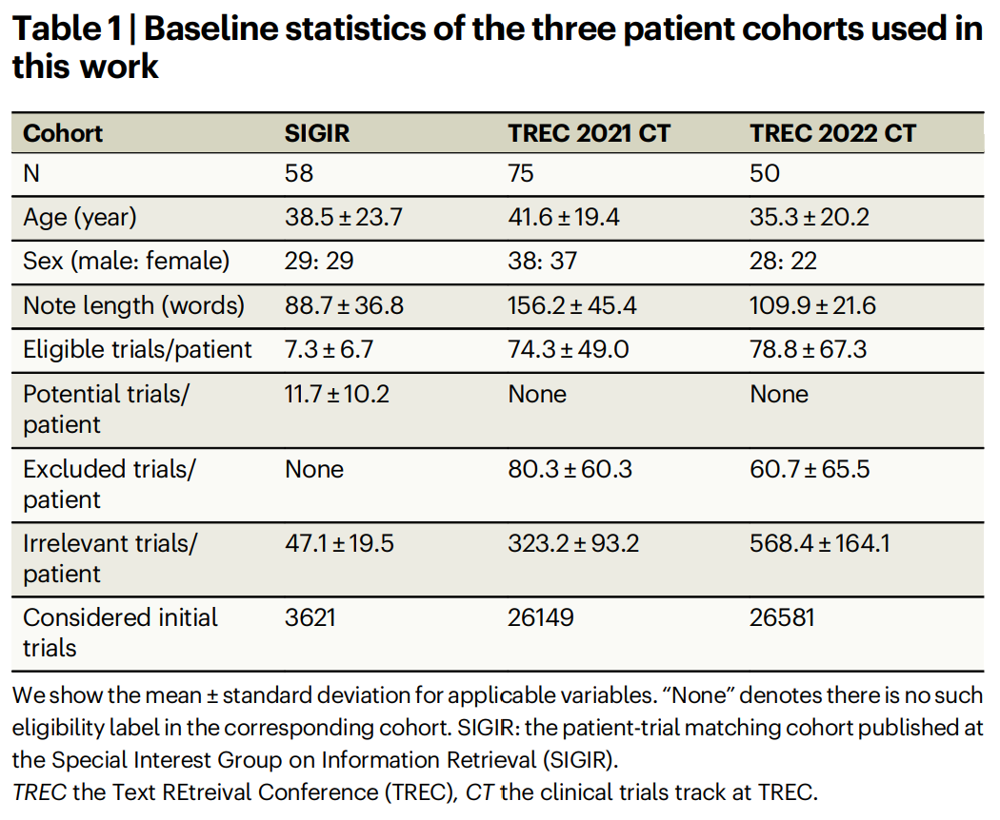 Table 1 | Baseline statistics of the three patient cohorts used in
this work
Cohort SIGIR TREC 2021 CT TREC 2022 CT
N 58 75 50
Age (year) 38.5 ± 23.7 41.6 ± 19.4 35.3 ± 20.2
Sex (male: female) 29: 29 38: 37 28: 22
Note length (words) 88.7 ± 36.8 156.2 ± 45.4 109.9 ± 21.6
Eligible trials/patient 7.3 ± 6.7 74.3 ± 49.0 78.8 ± 67.3
Potential trials/ 11.7 ± 10.2 None None
patient
Excluded trials/ None 80.3 ± 60.3 60.7 ± 65.5
patient
Irrelevant trials/ 47.1 ± 19.5 323.2 ± 93.2 568.4 ± 164.1
patient
Considered initial 3621 26149 26581
trials
We show the mean ± standard deviation for applicable variables. “None” denotes there is no such
eligibility label in the corresponding cohort. SIGIR: the patient-trial matching cohort published at
the Special Interest Group on Information Retrieval (SIGIR).
TREC the Text REtreival Conference (TREC), CT the clinical trials track at TREC.